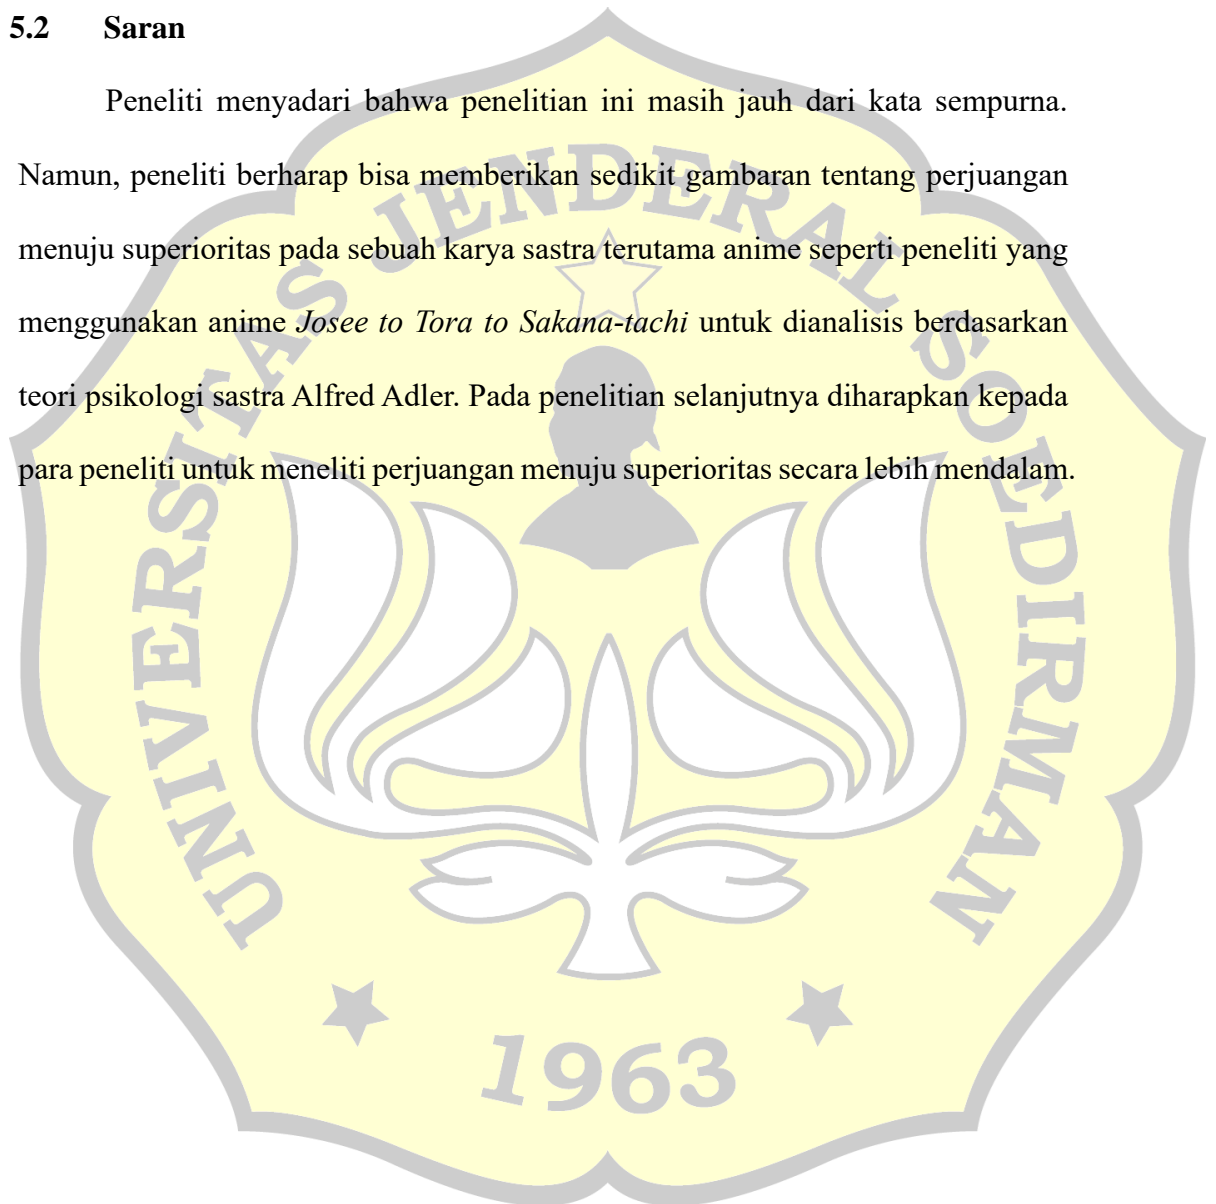 5.2 Saran
Peneliti menyadari bahwa penelitian ini masih jauh dari kata sempurna.
Namun, peneliti berharap bisa memberikan sedikit gambaran tentang perjuangan
menuju superioritas pada sebuah karya sastra terutama anime seperti peneliti yang
menggunakan anime Josee to Tora to Sakana-tachi untuk dianalisis berdasarkan
teori psikologi sastra Alfred Adler. Pada penelitian selanjutnya diharapkan kepada
para peneliti untuk meneliti perjuangan menuju superioritas secara lebih mendalam.
UNIVERSITAS JENDERAL SOEDIRMAN
1963